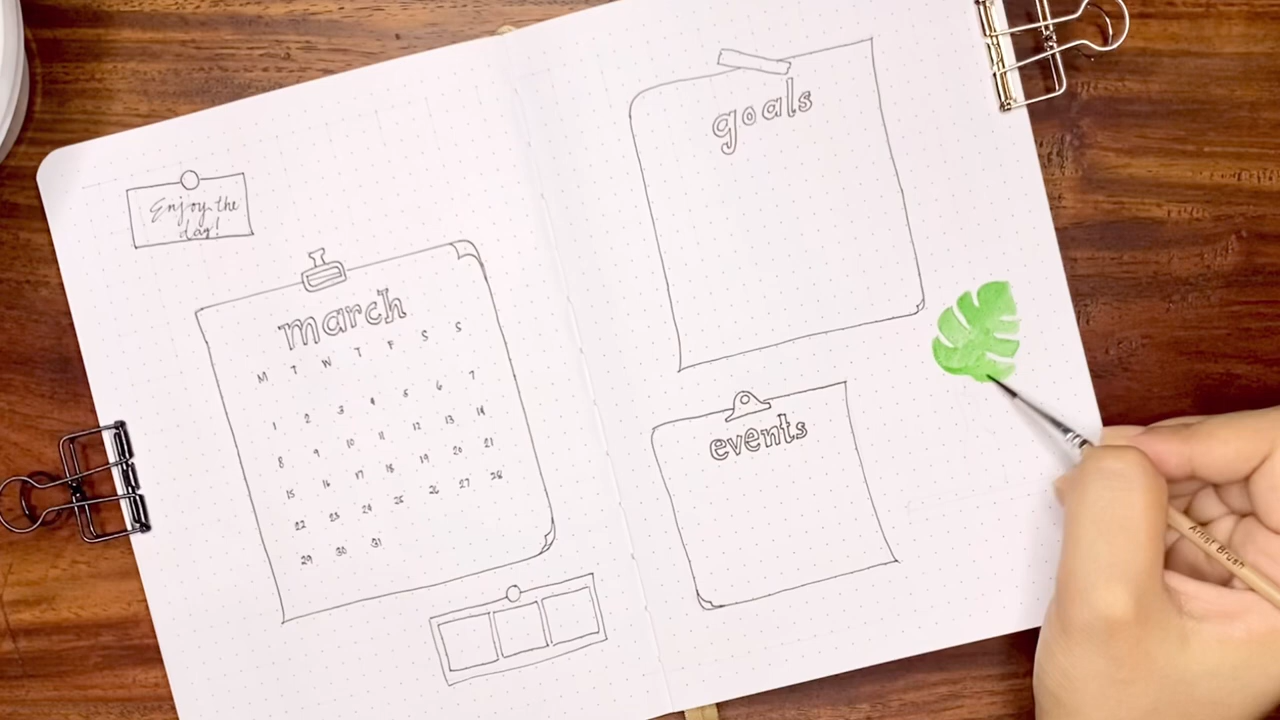 Enjoy the
day!
march
M T W T F S S
1 2 3 4 5 6 7
8 9 10 11 12 13 14
15 16 17 18 19 20 21
22 23 24 25 26 27 28
29 30 31
goals
events
Artist Brush